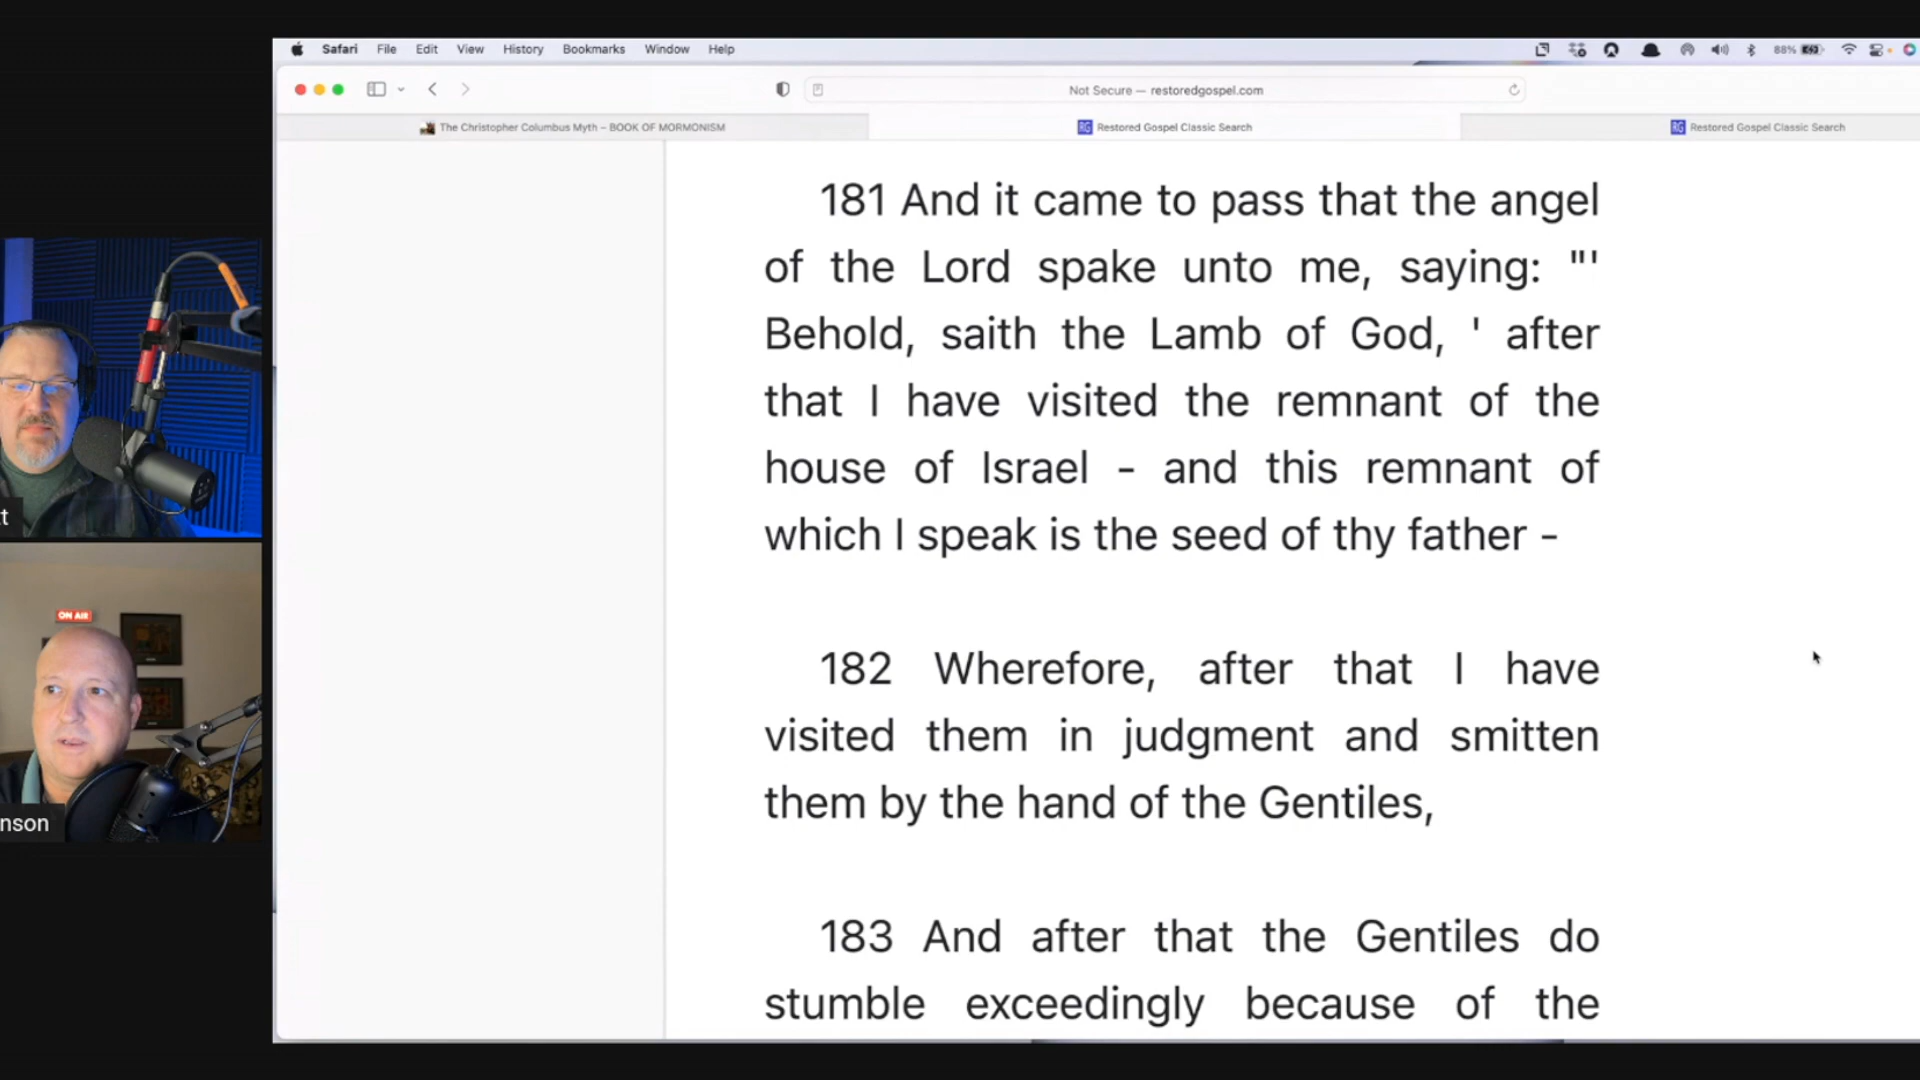 Safari File Edit View History Bookmarks Window Help 88%
Not Secure — restoredgospel.com
The Christopher Columbus Myth – BOOK OF MORMONISM
RG Restored Gospel Classic Search
RG Restored Gospel Classic Search
181 And it came to pass that the angel
of the Lord spake unto me, saying: "'
Behold, saith the Lamb of God, ' after
that I have visited the remnant of the
house of Israel - and this remnant of
which I speak is the seed of thy father -
182 Wherefore, after that I have
visited them in judgment and smitten
them by the hand of the Gentiles,
183 And after that the Gentiles do
stumble exceedingly because of the
tt
ON AIR
nson